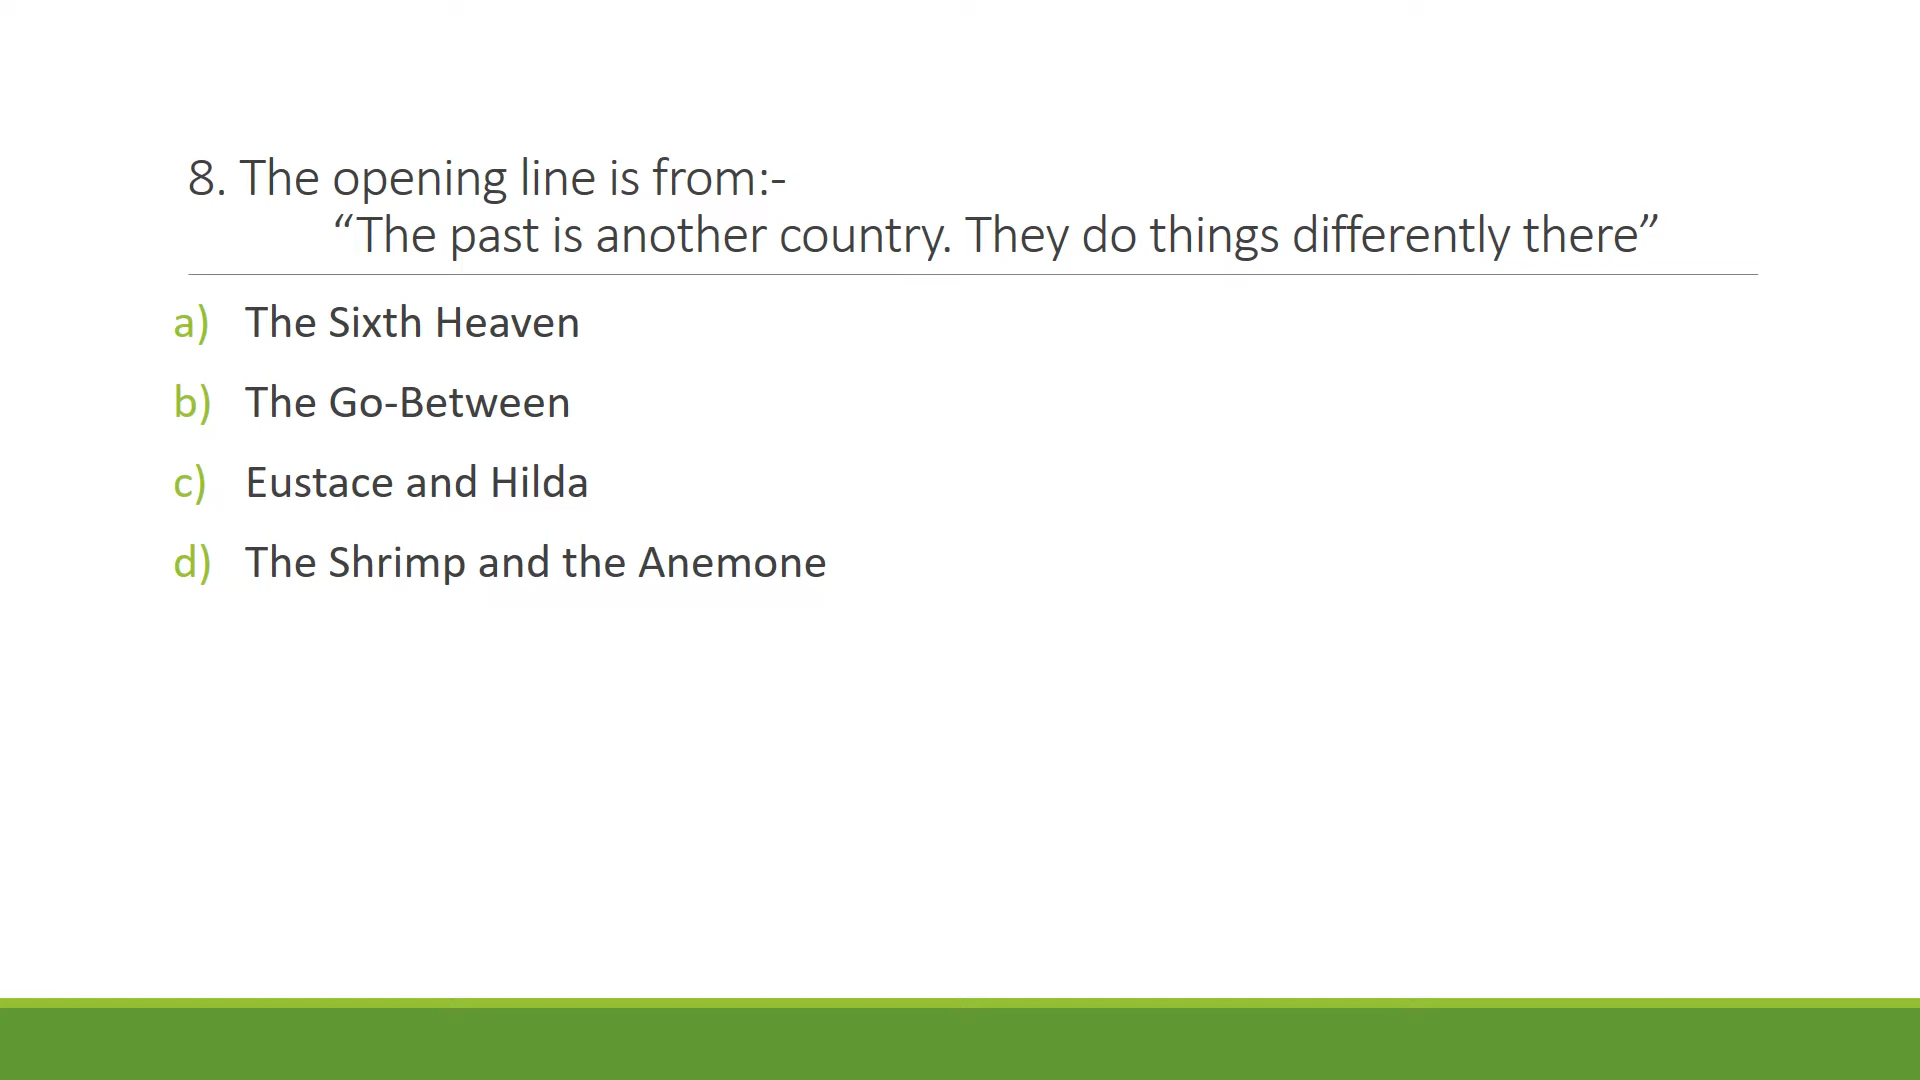 8. The opening line is from:-
“The past is another country. They do things differently there”
a) The Sixth Heaven
b) The Go-Between
c) Eustace and Hilda
d) The Shrimp and the Anemone